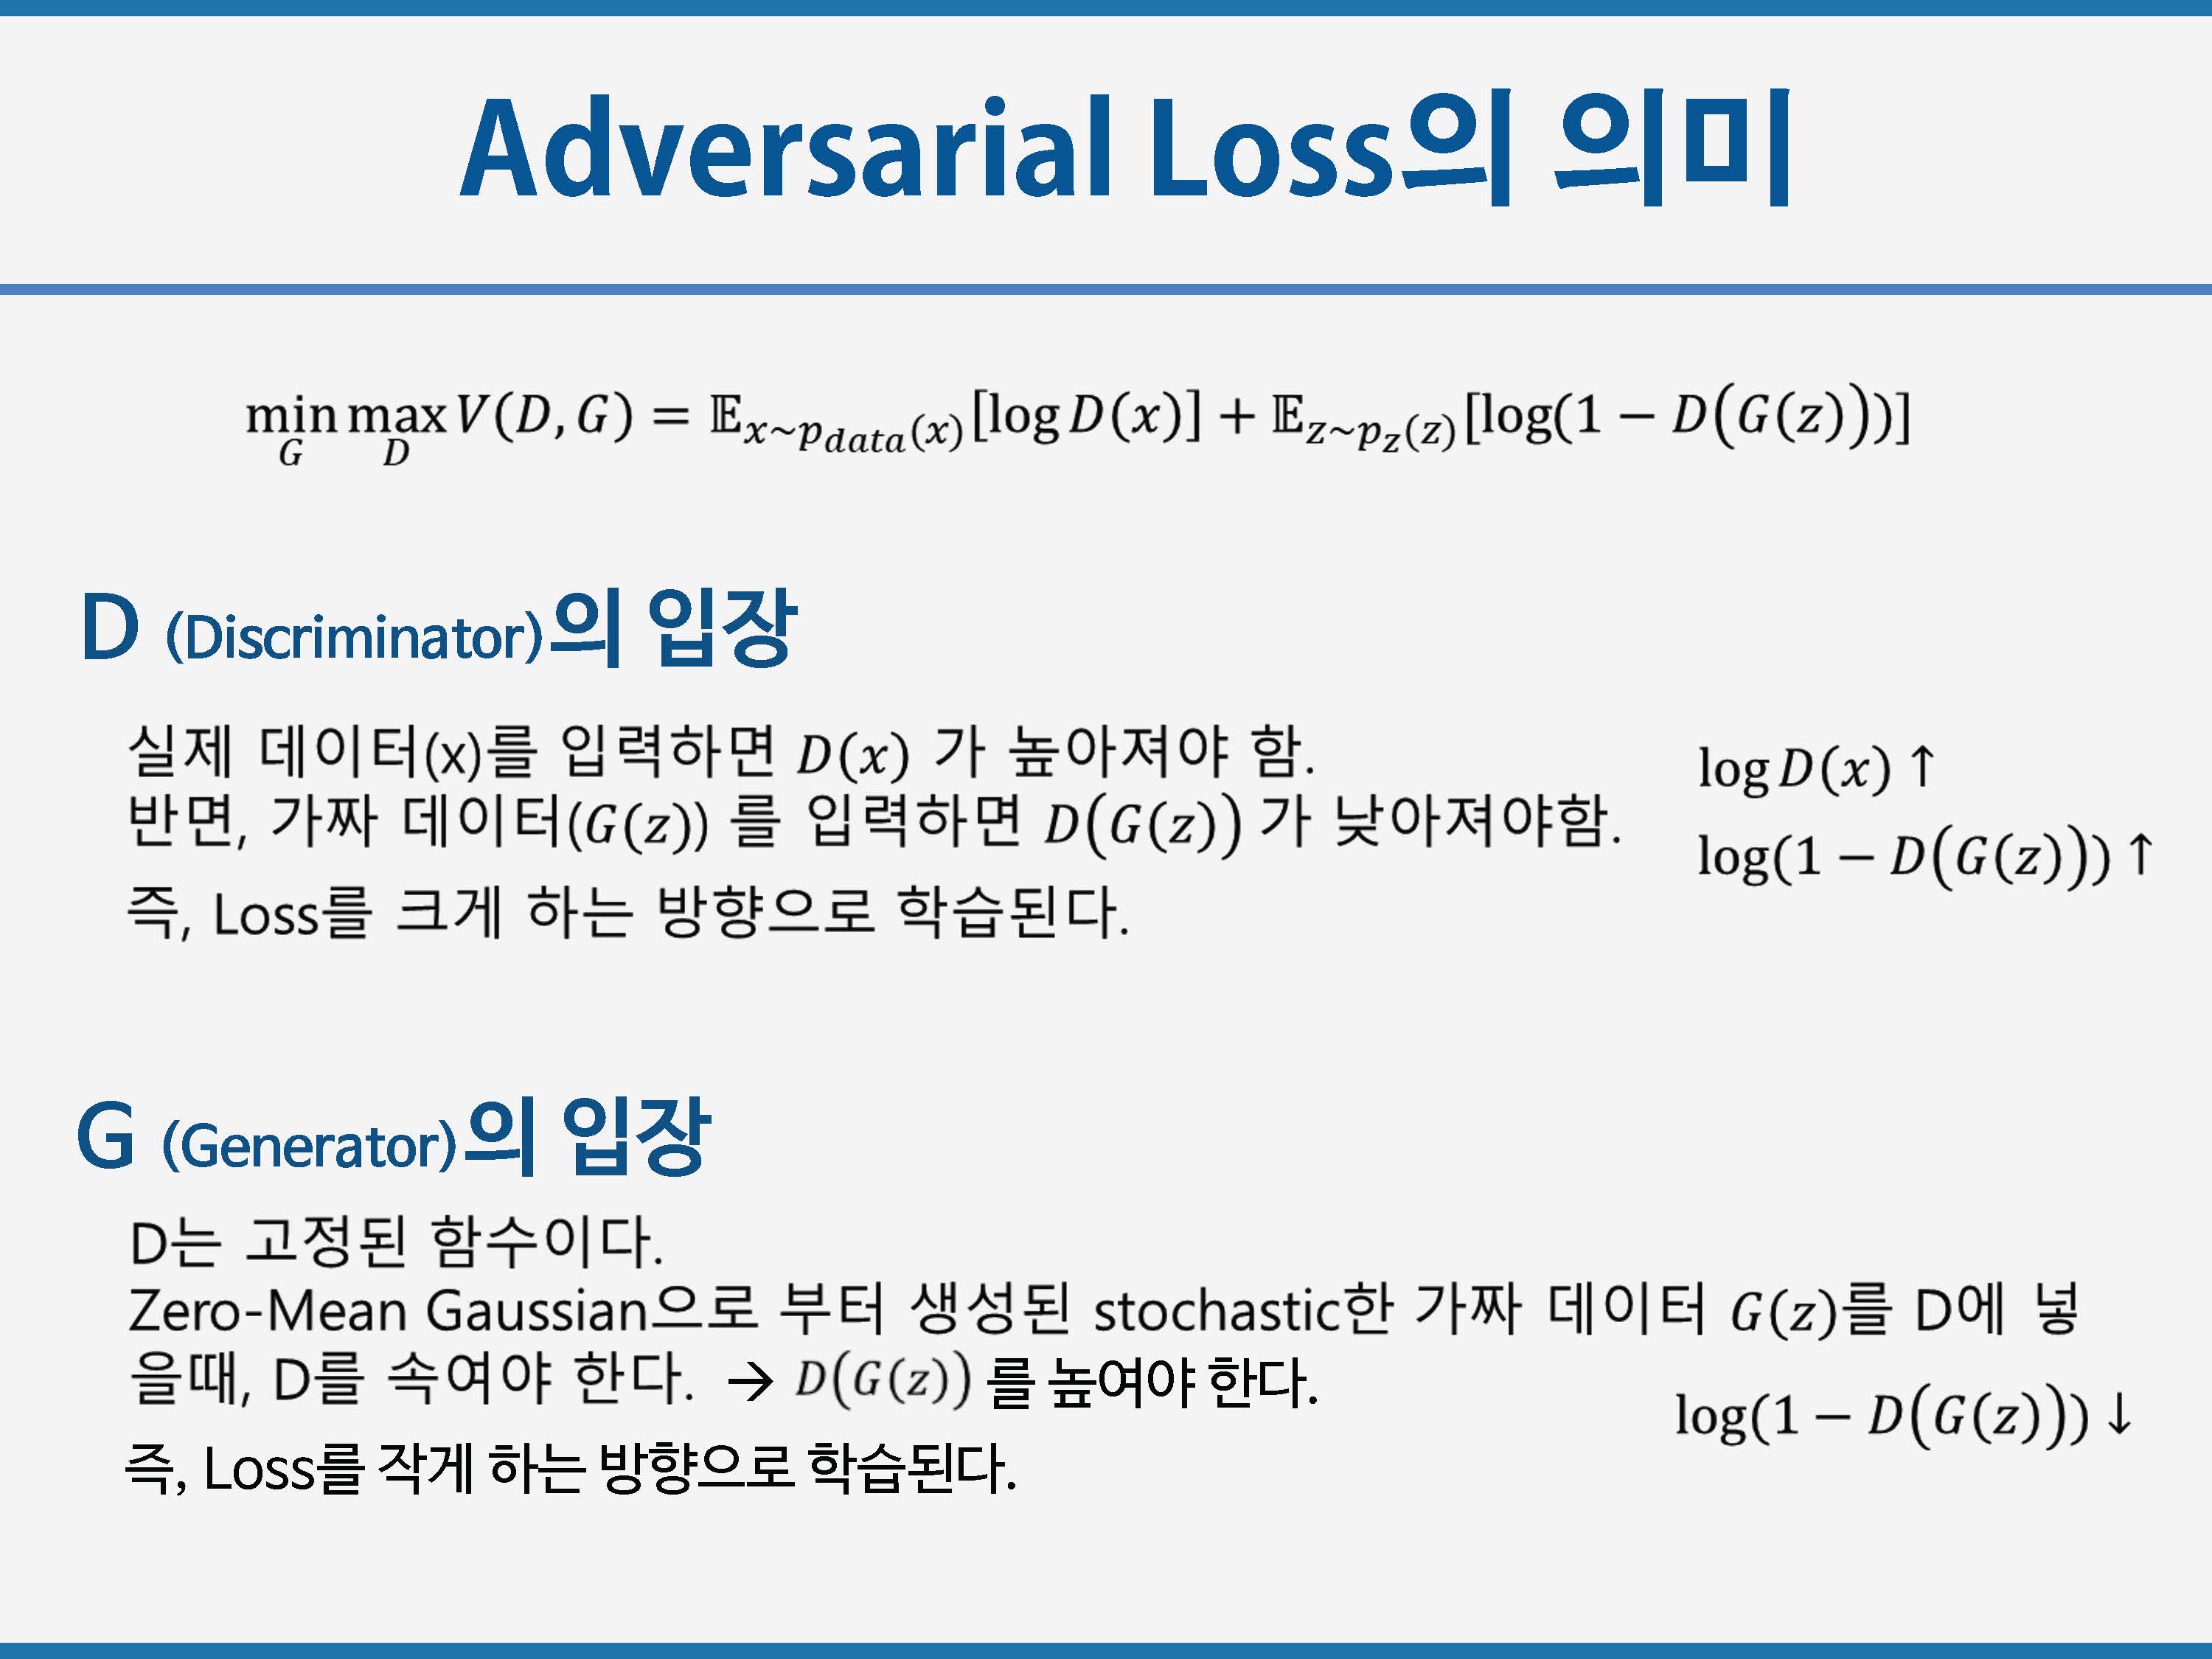 Adversarial Loss의 의미
min_G max_D V(D, G) = 𝔼_{x~p_{data}(x)}[log D(x)] + 𝔼_{z~p_z(z)}[log(1 − D(G(z)))]
D (Discriminator)의 입장
실제 데이터(x)를 입력하면 D(x) 가 높아져야 함.
log D(x) ↑
반면, 가짜 데이터(G(z)) 를 입력하면 D(G(z)) 가 낮아져야함.
log(1 − D(G(z))) ↑
즉, Loss를 크게 하는 방향으로 학습된다.
G (Generator)의 입장
D는 고정된 함수이다.
Zero-Mean Gaussian으로 부터 생성된 stochastic한 가짜 데이터 G(z)를 D에 넣
을때, D를 속여야 한다. → D(G(z)) 를 높여야 한다.
log(1 − D(G(z))) ↓
즉, Loss를 작게 하는 방향으로 학습된다.